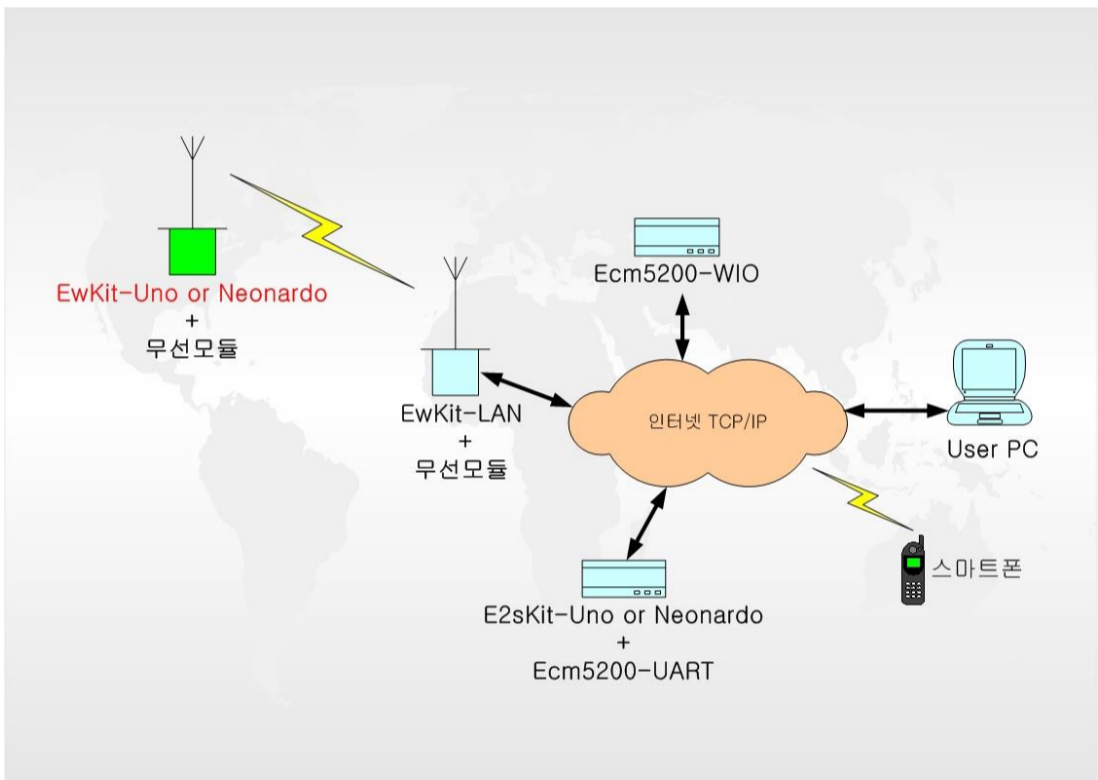 EwKit-Uno or Neonardo
+
무선모듈
Ecm5200-WIO
EwKit-LAN
+
무선모듈
인터넷 TCP/IP
User PC
스마트폰
E2sKit-Uno or Neonardo
+
Ecm5200-UART